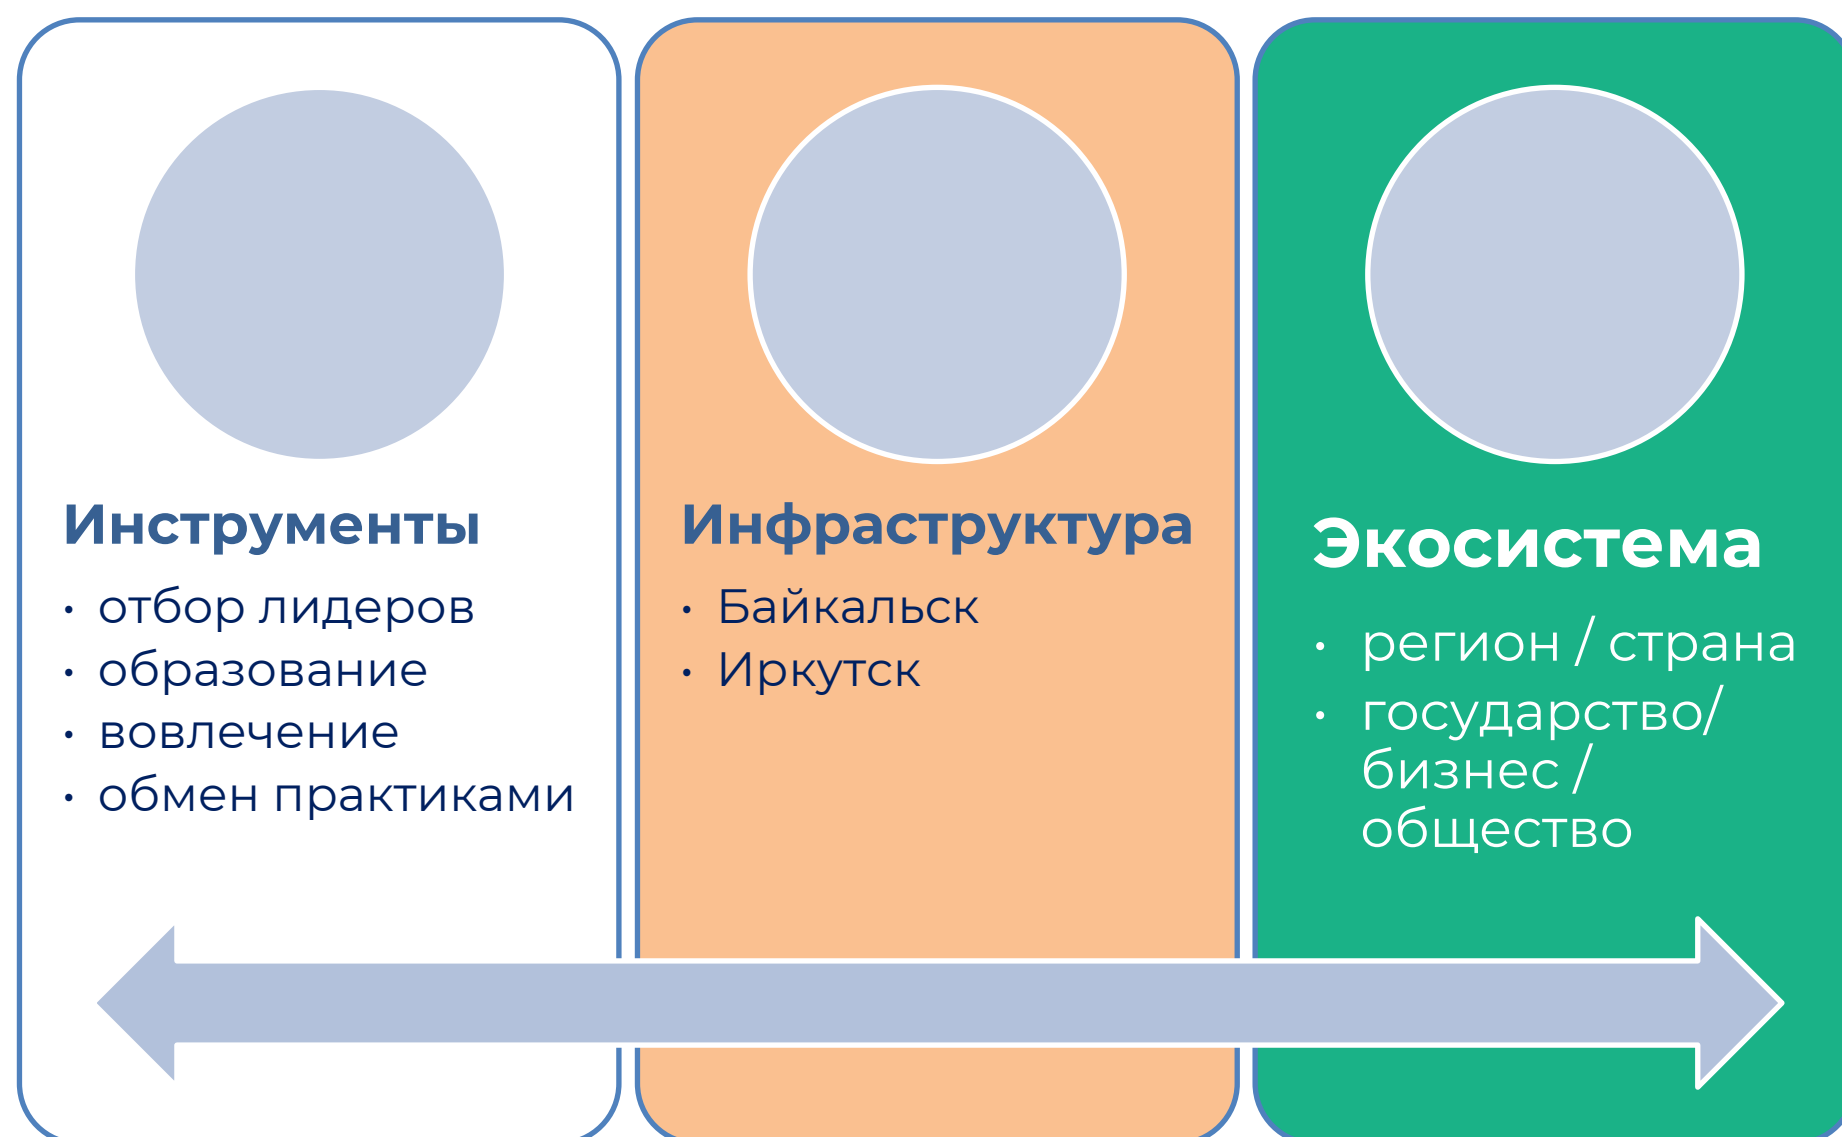 Инструменты
• отбор лидеров
• образование
• вовлечение
• обмен практиками
Инфраструктура
• Байкальск
• Иркутск
Экосистема
• регион / страна
• государство/
бизнес /
общество